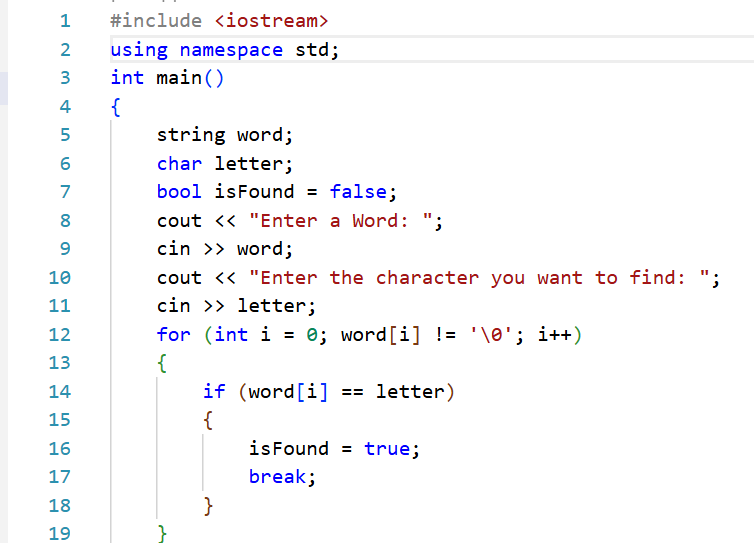 1 #include <iostream>
2 using namespace std;
3 int main()
4 {
5 string word;
6 char letter;
7 bool isFound = false;
8 cout << "Enter a Word: ";
9 cin >> word;
10 cout << "Enter the character you want to find: ";
11 cin >> letter;
12 for (int i = 0; word[i] != '\0'; i++)
13 {
14 if (word[i] == letter)
15 {
16 isFound = true;
17 break;
18 }
19 }